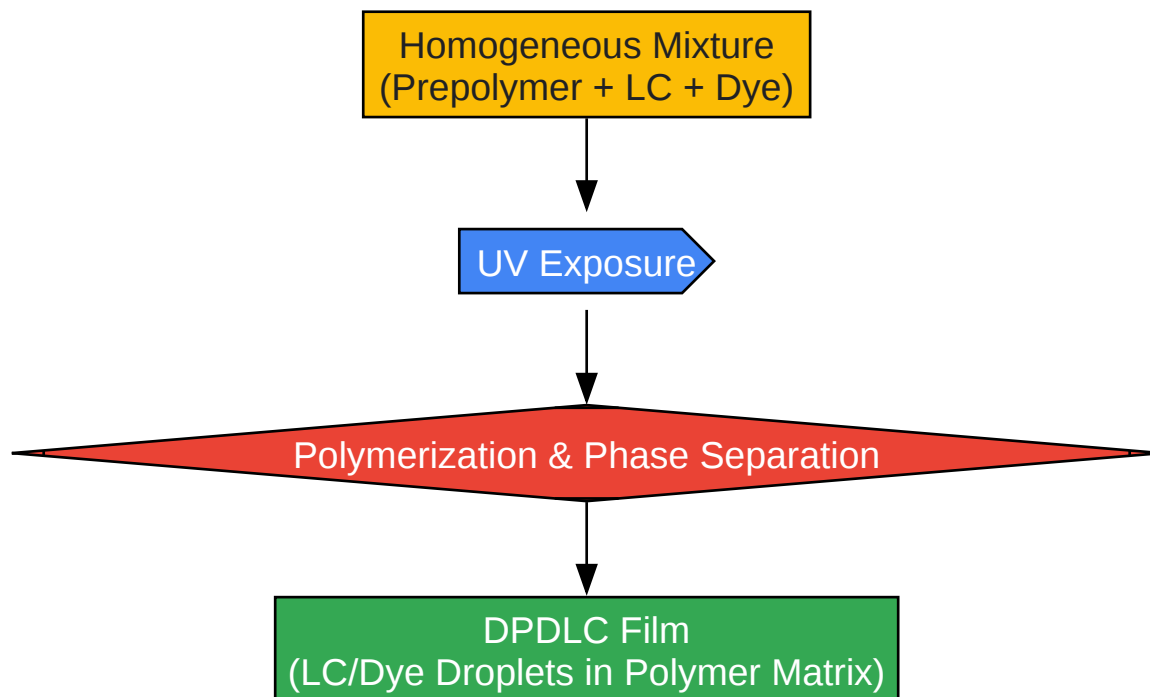 Homogeneous Mixture
(Prepolymer + LC + Dye)
UV Exposure
Polymerization & Phase Separation
DPDLC Film
(LC/Dye Droplets in Polymer Matrix)